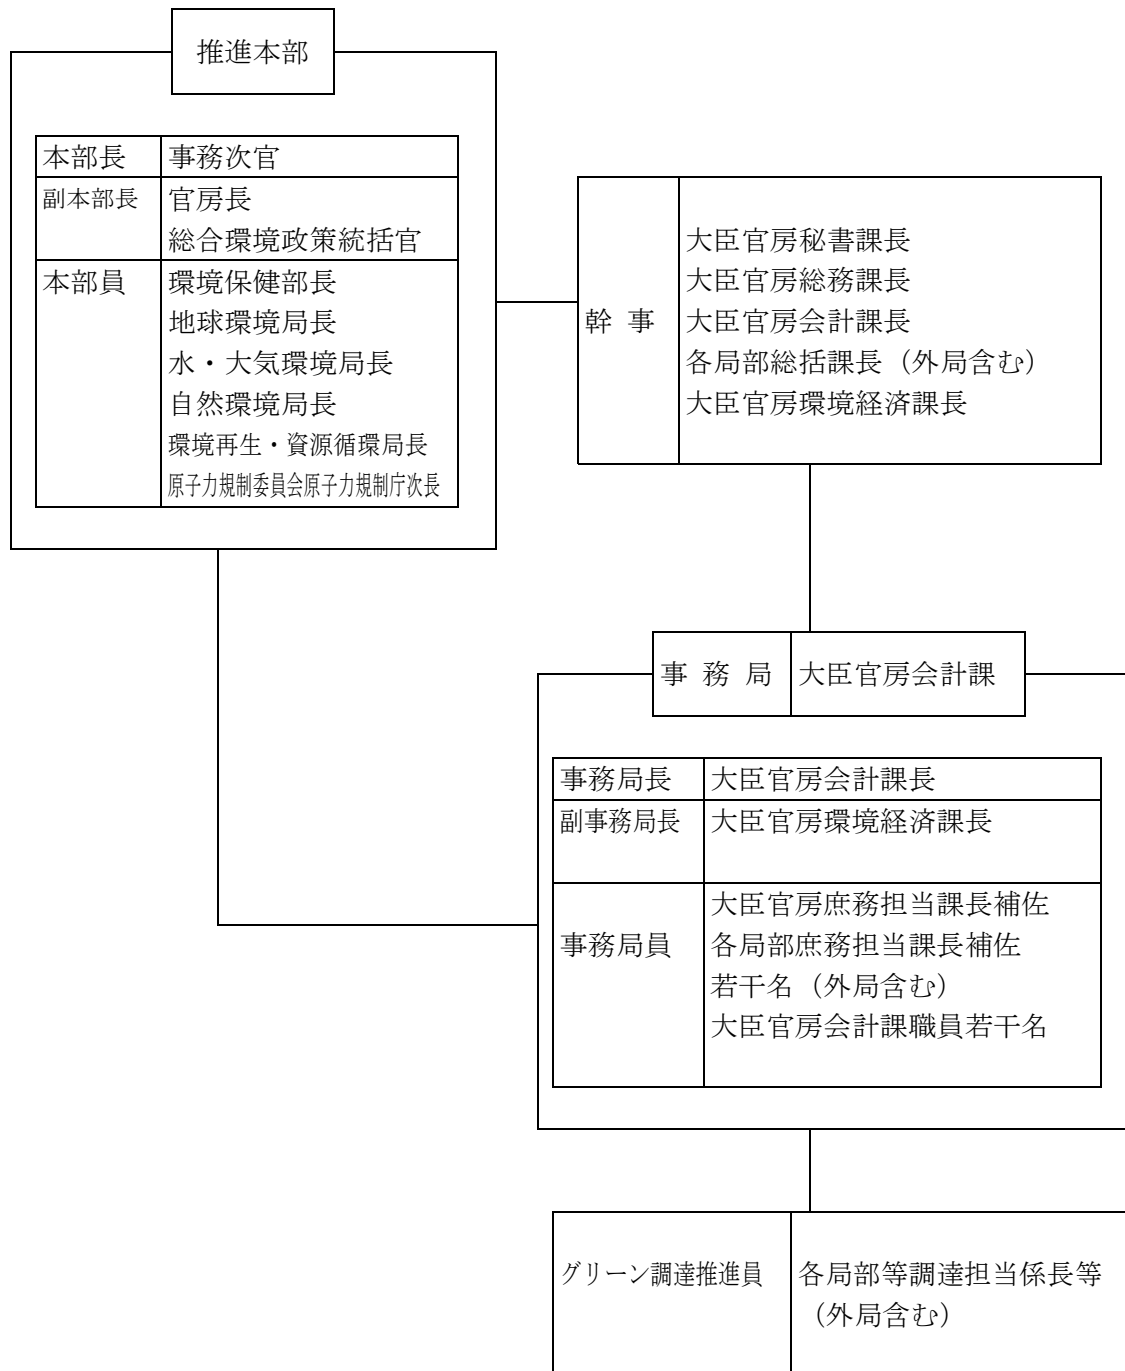 推進本部
本部長 事務次官
副本部長 官房長
総合環境政策統括官
本部員 環境保健部長
地球環境局長
水・大気環境局長
自然環境局長
環境再生・資源循環局長
原子力規制委員会原子力規制庁次長
幹 事
大臣官房秘書課長
大臣官房総務課長
大臣官房会計課長
各局部総括課長（外局含む）
大臣官房環境経済課長
事 務 局 大臣官房会計課
事務局長 大臣官房会計課長
副事務局長 大臣官房環境経済課長
大臣官房庶務担当課長補佐
事務局員 各局部庶務担当課長補佐
若干名（外局含む）
大臣官房会計課職員若干名
グリーン調達推進員 各局部等調達担当係長等
（外局含む）